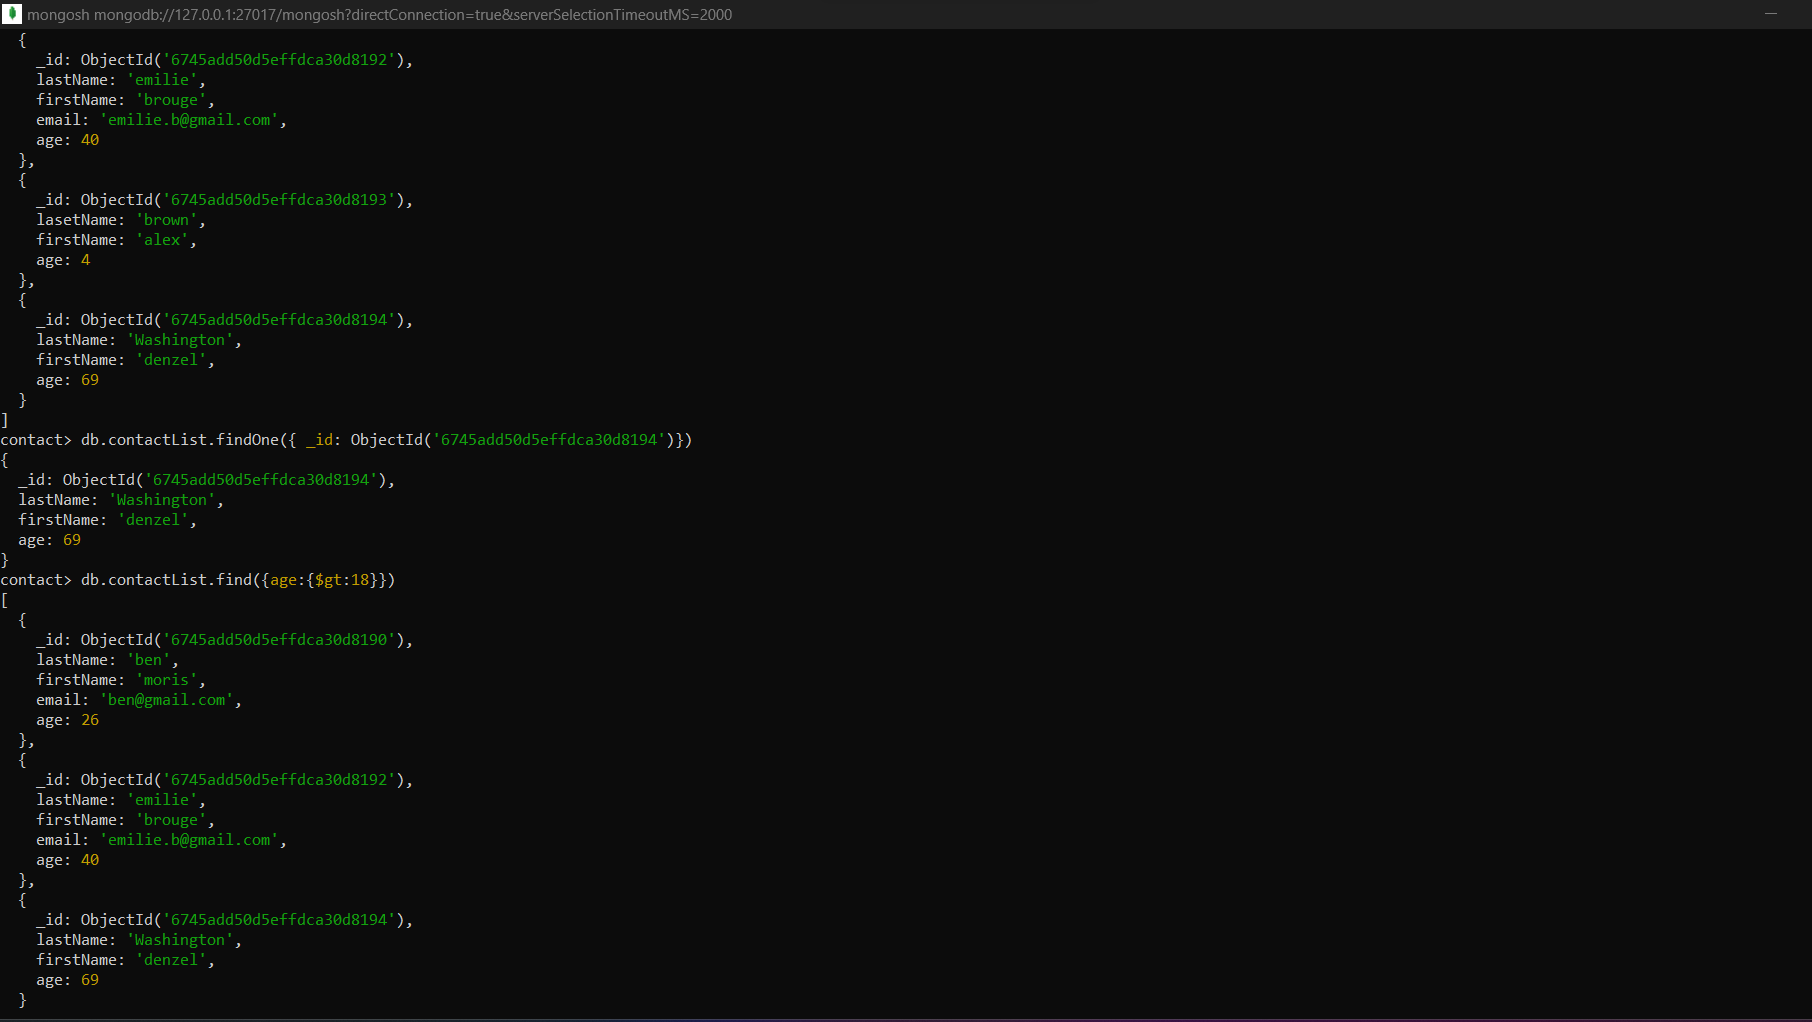 mongosh mongodb://127.0.0.1:27017/mongosh?directConnection=true&serverSelectionTimeoutMS=2000
  {
    _id: ObjectId('6745add50d5effdca30d8192'),
    lastName: 'emilie',
    firstName: 'brouge',
    email: 'emilie.b@gmail.com',
    age: 40
  },
  {
    _id: ObjectId('6745add50d5effdca30d8193'),
    lasetName: 'brown',
    firstName: 'alex',
    age: 4
  },
  {
    _id: ObjectId('6745add50d5effdca30d8194'),
    lastName: 'Washington',
    firstName: 'denzel',
    age: 69
  }
]
contact> db.contactList.findOne({ _id: ObjectId('6745add50d5effdca30d8194')})
{
  _id: ObjectId('6745add50d5effdca30d8194'),
  lastName: 'Washington',
  firstName: 'denzel',
  age: 69
}
contact> db.contactList.find({age:{$gt:18}})
[
  {
    _id: ObjectId('6745add50d5effdca30d8190'),
    lastName: 'ben',
    firstName: 'moris',
    email: 'ben@gmail.com',
    age: 26
  },
  {
    _id: ObjectId('6745add50d5effdca30d8192'),
    lastName: 'emilie',
    firstName: 'brouge',
    email: 'emilie.b@gmail.com',
    age: 40
  },
  {
    _id: ObjectId('6745add50d5effdca30d8194'),
    lastName: 'Washington',
    firstName: 'denzel',
    age: 69
  }